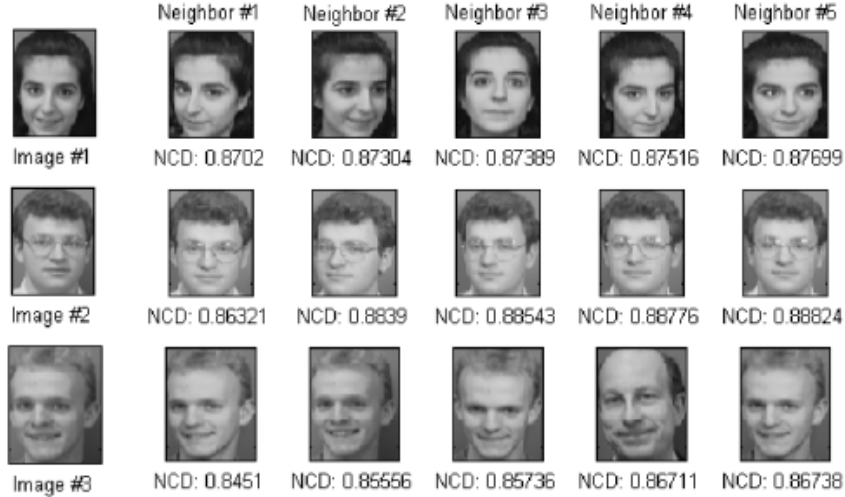 Neighbor #1 Neighbor #2 Neighbor #3 Neighbor #4 Neighbor #5
Image #1 NCD: 0.8702 NCD: 0.87304 NCD: 0.87389 NCD: 0.87516 NCD: 0.87699
Image #2 NCD: 0.86321 NCD: 0.8839 NCD: 0.88543 NCD: 0.88776 NCD: 0.88824
Image #3 NCD: 0.8451 NCD: 0.85556 NCD: 0.85736 NCD: 0.86711 NCD: 0.86738